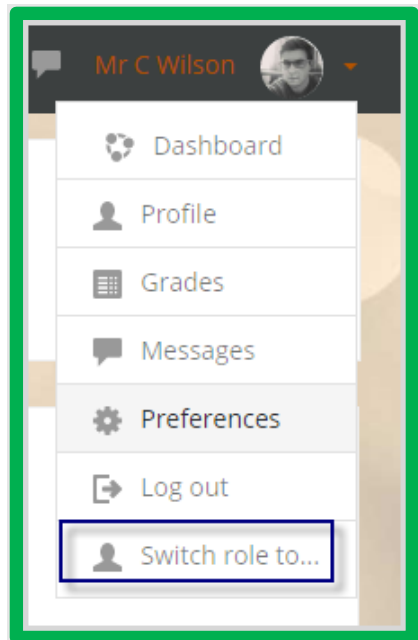 Mr C Wilson
Dashboard
Profile
Grades
Messages
Preferences
Log out
Switch role to...